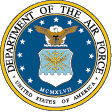 DEPARTMENT OF THE AIR FORCE
MCMXLVII
UNITED STATES OF AMERICA